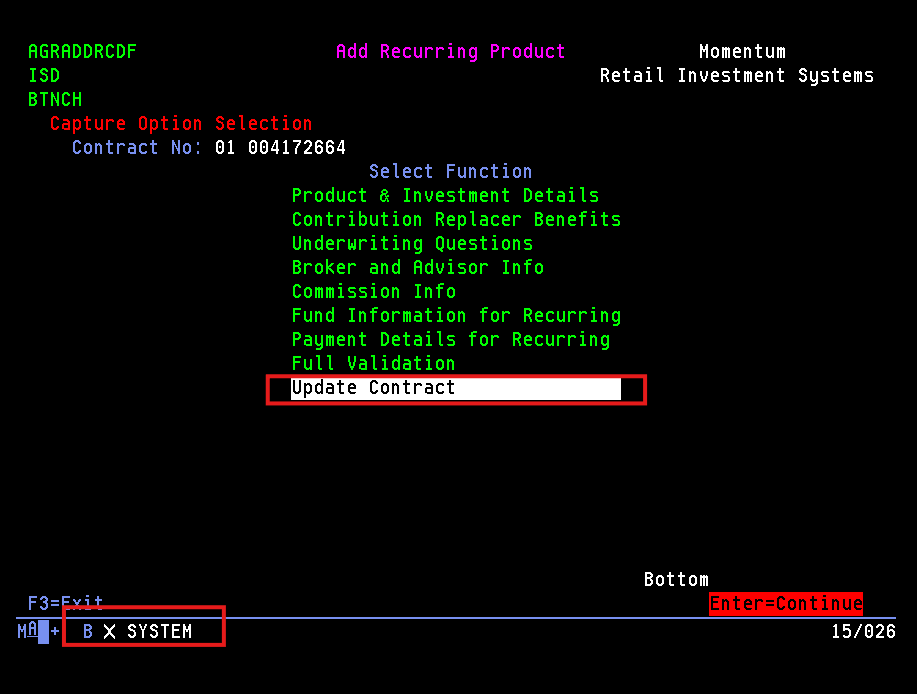 AGRADDRCDF Add Recurring Product Momentum
ISD Retail Investment Systems
BTNCH
Capture Option Selection
Contract No: 01 004172664
Select Function
Product & Investment Details
Contribution Replacer Benefits
Underwriting Questions
Broker and Advisor Info
Commission Info
Fund Information for Recurring
Payment Details for Recurring
Full Validation
Update Contract
Bottom
F3=Exit Enter=Continue
MA + B X SYSTEM 15/026